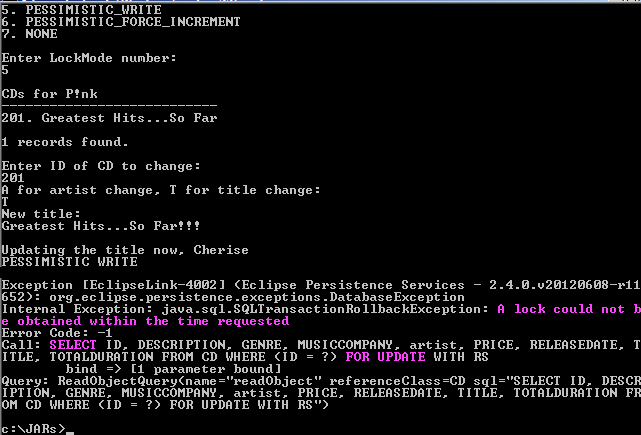 5. PESSIMISTIC_WRITE
6. PESSIMISTIC_FORCE_INCREMENT
7. NONE
Enter LockMode number:
5
CDs for P!nk
---------------------------
201. Greatest Hits...So Far
1 records found.
Enter ID of CD to change:
201
A for artist change, T for title change:
T
New title:
Greatest Hits...So Far!!!
Updating the title now, Cherise
PESSIMISTIC WRITE
Exception [EclipseLink-4002] (Eclipse Persistence Services - 2.4.0.v20120608-r11
652): org.eclipse.persistence.exceptions.DatabaseException
Internal Exception: java.sql.SQLTransactionRollbackException: A lock could not b
e obtained within the time requested
Error Code: -1
Call: SELECT ID, DESCRIPTION, GENRE, MUSICCOMPANY, artist, PRICE, RELEASEDATE, T
ITLE, TOTALDURATION FROM CD WHERE (ID = ?) FOR UPDATE WITH RS
bind => [1 parameter bound]
Query: ReadObjectQuery(name="readObject" referenceClass=CD sql="SELECT ID, DESCR
IPTION, GENRE, MUSICCOMPANY, artist, PRICE, RELEASEDATE, TITLE, TOTALDURATION FR
OM CD WHERE (ID = ?) FOR UPDATE WITH RS")
c:\JARs>_